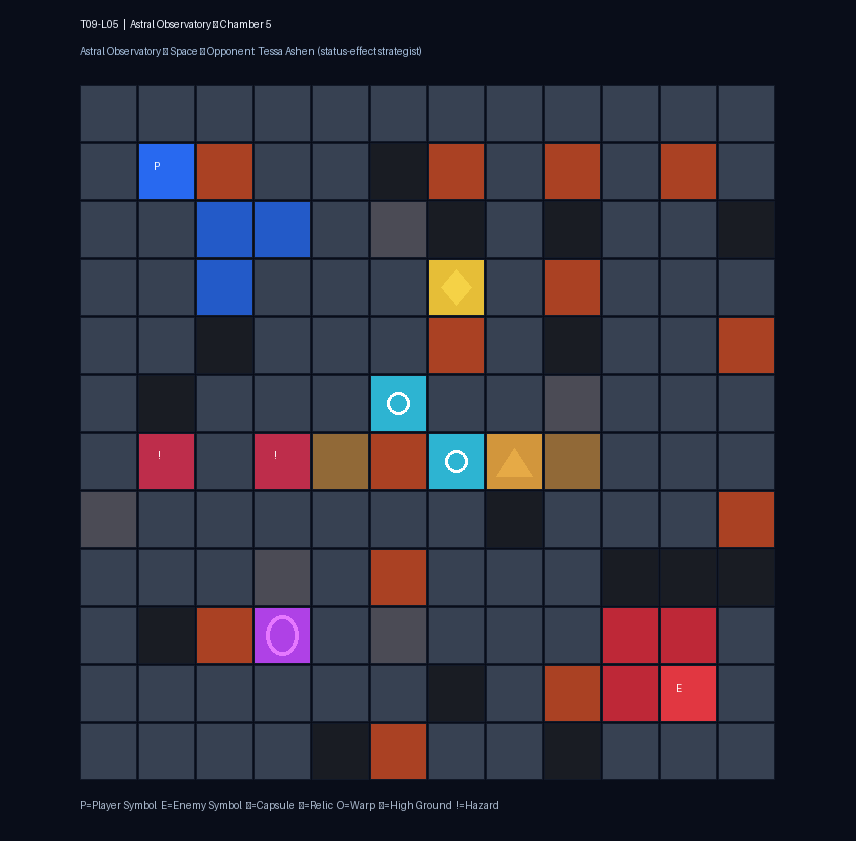 T09-L05 | Astral Observatory ▯ Chamber 5
Astral Observatory ▯ Space ▯ Opponent: Tessa Ashen (status-effect strategist)
P
!
!
E
P=Player Symbol E=Enemy Symbol ▯=Capsule ▯=Relic O=Warp ▯=High Ground !=Hazard